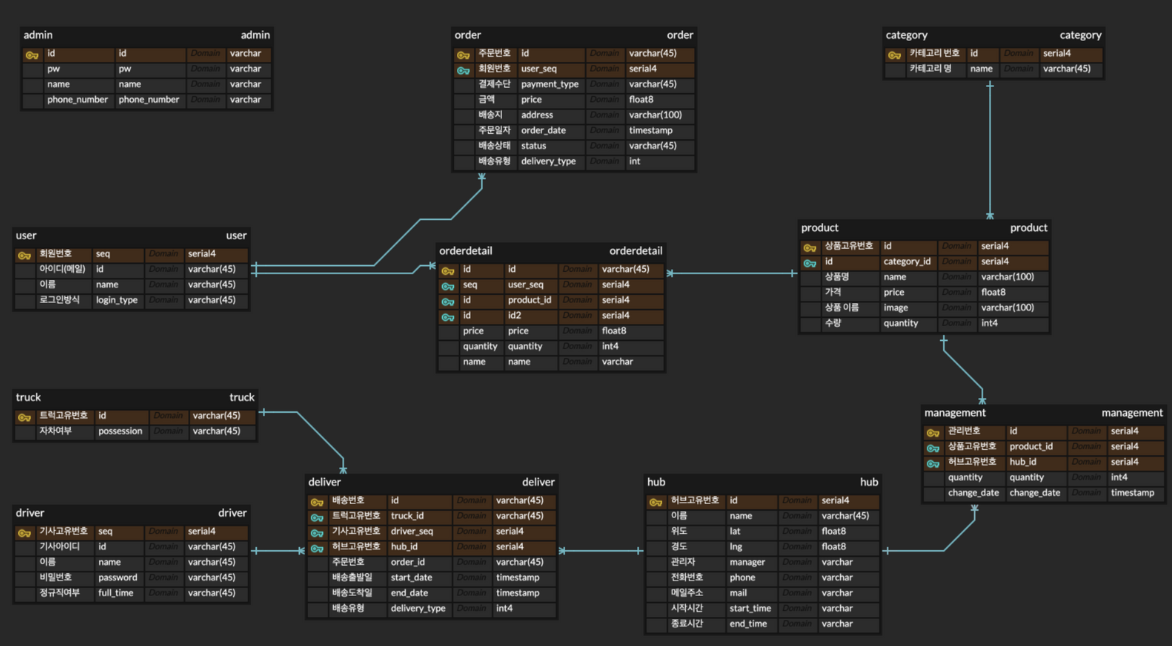 admin admin
id id Domain varchar
pw pw Domain varchar
name name Domain varchar
phone_number phone_number Domain varchar
order order
주문번호 id Domain varchar(45)
회원번호 user_seq Domain serial4
결제수단 payment_type Domain varchar(45)
금액 price Domain float8
배송지 address Domain varchar(100)
주문일자 order_date Domain timestamp
배송상태 status Domain varchar(45)
배송유형 delivery_type Domain int
category category
카테고리 번호 id Domain serial4
카테고리 명 name Domain varchar(45)
user user
회원번호 seq Domain serial4
아이디(메일) id Domain varchar(45)
이름 name Domain varchar(45)
로그인방식 login_type Domain varchar(45)
orderdetail orderdetail
id id Domain varchar(45)
seq user_seq Domain serial4
id product_id Domain serial4
id id2 Domain serial4
price price Domain float8
quantity quantity Domain int4
name name Domain varchar
product product
상품고유번호 id Domain serial4
id category_id Domain serial4
상품명 name Domain varchar(100)
가격 price Domain float8
상품 이름 image Domain varchar(100)
수량 quantity Domain int4
truck truck
트럭고유번호 id Domain varchar(45)
자차여부 possession Domain varchar(45)
management management
관리번호 id Domain serial4
상품고유번호 product_id Domain serial4
허브고유번호 hub_id Domain serial4
quantity quantity Domain int4
change_date change_date Domain timestamp
driver driver
기사고유번호 seq Domain serial4
기사아이디 id Domain varchar(45)
이름 name Domain varchar(45)
비밀번호 password Domain varchar(45)
정규직여부 full_time Domain varchar(45)
deliver deliver
배송번호 id Domain varchar(45)
트럭고유번호 truck_id Domain varchar(45)
기사고유번호 driver_seq Domain serial4
허브고유번호 hub_id Domain serial4
주문번호 order_id Domain varchar(45)
배송출발일 start_date Domain timestamp
배송도착일 end_date Domain timestamp
배송유형 delivery_type Domain int4
hub hub
허브고유번호 id Domain serial4
이름 name Domain varchar(45)
위도 lat Domain float8
경도 lng Domain float8
관리자 manager Domain varchar
전화번호 phone Domain varchar
메일주소 mail Domain varchar
시작시간 start_time Domain varchar
종료시간 end_time Domain varchar